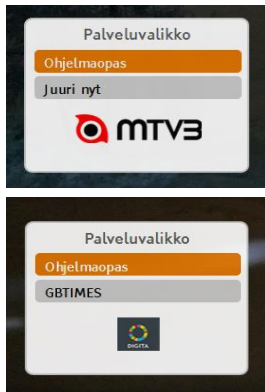 Palveluvalikko
Ohjelmaopas
Juuri nyt
MTV3
Palveluvalikko
Ohjelmaopas
GBTIMES
DIGITA